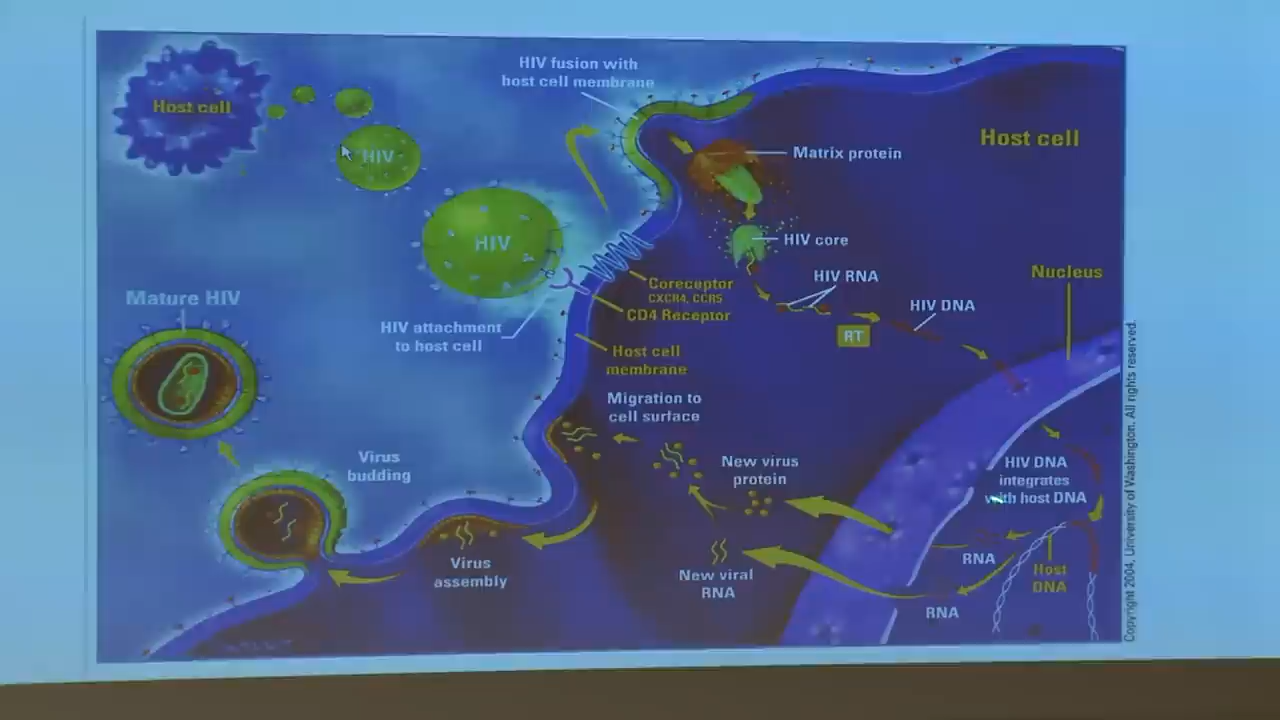 Host cell
HIV
HIV
HIV fusion with
host cell membrane
Matrix protein
Host cell
HIV core
HIV RNA
HIV DNA
Nucleus
RT
Coreceptor
CXCR4, CCR5
CD4 Receptor
HIV attachment
to host cell
Host cell
membrane
Mature HIV
Migration to
cell surface
Virus
budding
New virus
protein
HIV DNA
integrates
with host DNA
Virus
assembly
New viral
RNA
RNA
Host
DNA
RNA
Copyright 2004, University of Washington. All rights reserved.